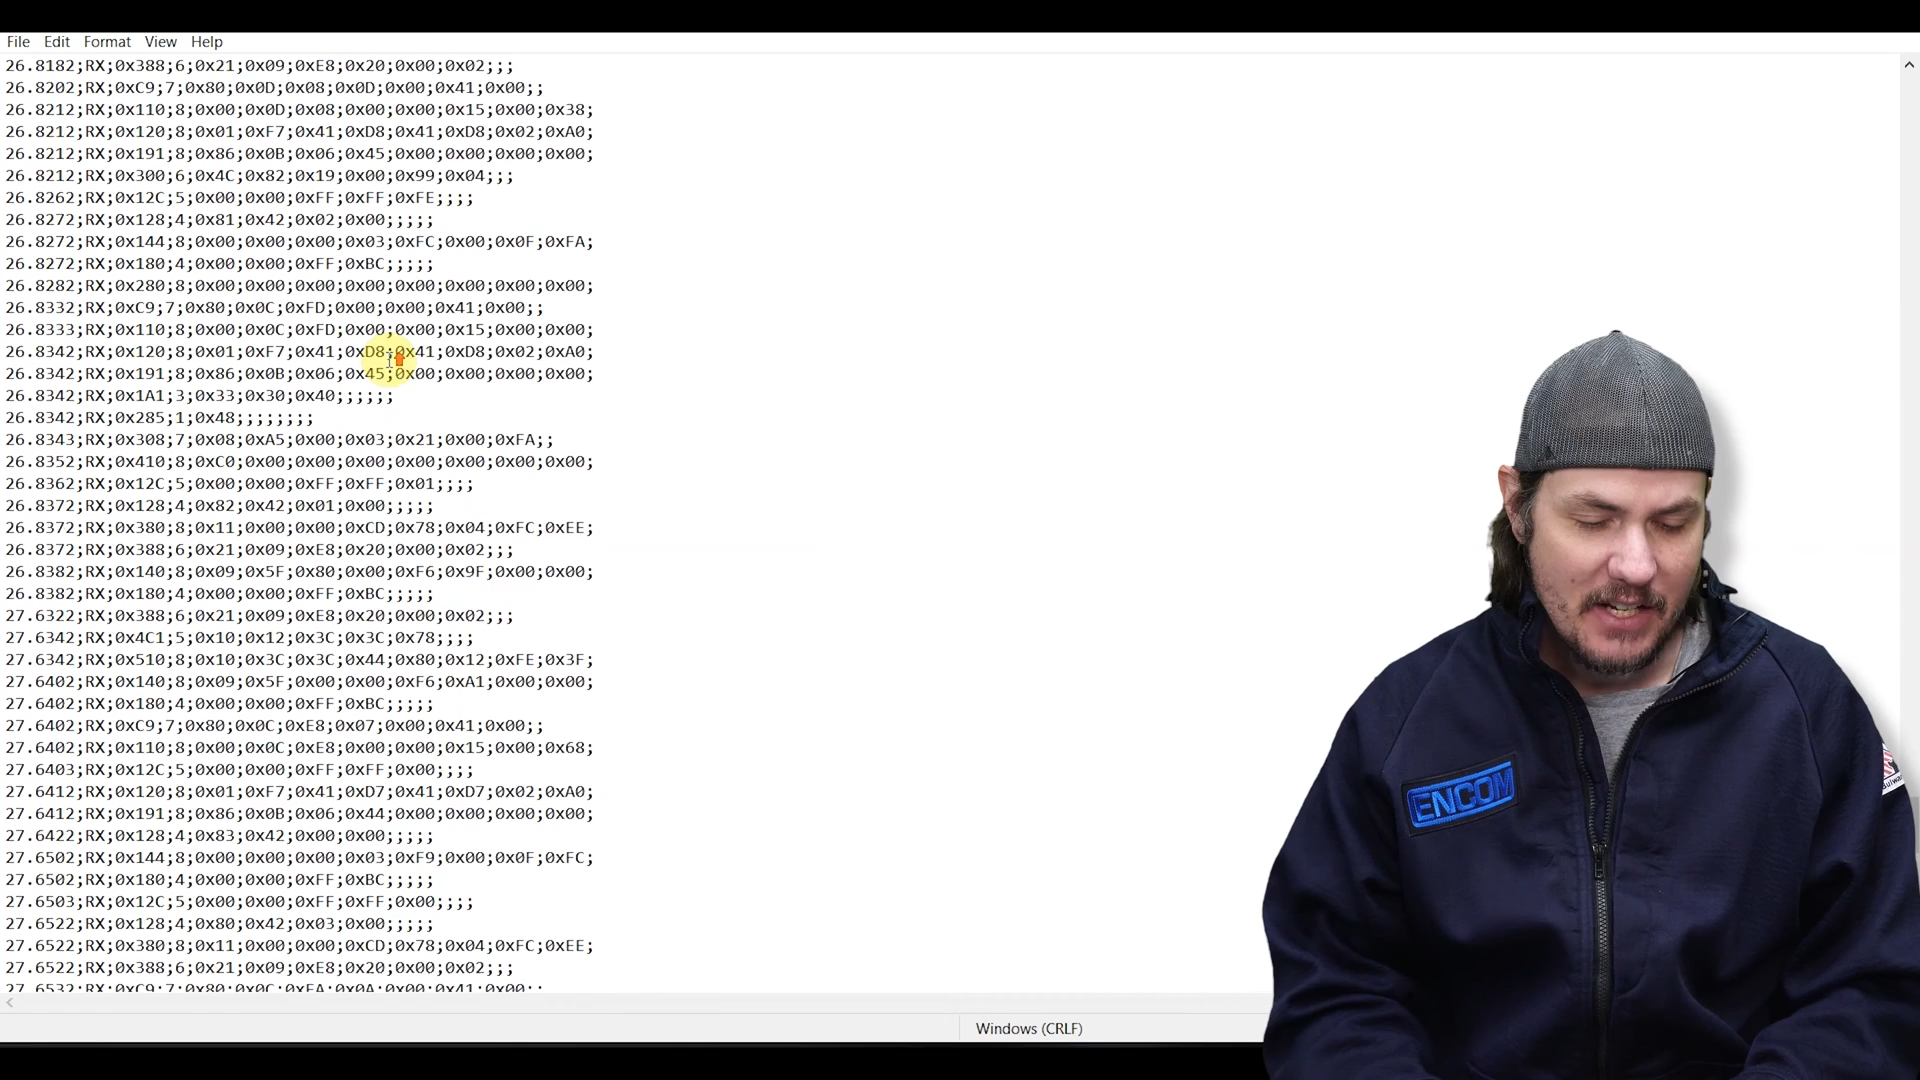 File Edit Format View Help
26.8182;RX;0x388;6;0x21;0x09;0xE8;0x20;0x00;0x02;;;
26.8202;RX;0xC9;7;0x80;0x0D;0x08;0x0D;0x00;0x41;0x00;;
26.8212;RX;0x110;8;0x00;0x0D;0x08;0x00;0x00;0x15;0x00;0x38;
26.8212;RX;0x120;8;0x01;0xF7;0x41;0xD8;0x41;0xD8;0x02;0xA0;
26.8212;RX;0x191;8;0x86;0x0B;0x06;0x45;0x00;0x00;0x00;0x00;
26.8212;RX;0x300;6;0x4C;0x82;0x19;0x00;0x99;0x04;;;
26.8262;RX;0x12C;5;0x00;0x00;0xFF;0xFF;0xFE;;;;
26.8272;RX;0x128;4;0x81;0x42;0x02;0x00;;;;;
26.8272;RX;0x144;8;0x00;0x00;0x00;0x03;0xFC;0x00;0x0F;0xFA;
26.8272;RX;0x180;4;0x00;0x00;0xFF;0xBC;;;;;
26.8282;RX;0x280;8;0x00;0x00;0x00;0x00;0x00;0x00;0x00;0x00;
26.8332;RX;0xC9;7;0x80;0x0C;0xFD;0x00;0x00;0x41;0x00;;
26.8333;RX;0x110;8;0x00;0x0C;0xFD;0x00;0x00;0x15;0x00;0x00;
26.8342;RX;0x120;8;0x01;0xF7;0x41;0xD8;0x41;0xD8;0x02;0xA0;
26.8342;RX;0x191;8;0x86;0x0B;0x06;0x45;0x00;0x00;0x00;0x00;
26.8342;RX;0x1A1;3;0x33;0x30;0x40;;;;;;
26.8342;RX;0x285;1;0x48;;;;;;;;
26.8343;RX;0x308;7;0x08;0xA5;0x00;0x03;0x21;0x00;0xFA;;
26.8352;RX;0x410;8;0xC0;0x00;0x00;0x00;0x00;0x00;0x00;0x00;
26.8362;RX;0x12C;5;0x00;0x00;0xFF;0xFF;0x01;;;;
26.8372;RX;0x128;4;0x82;0x42;0x01;0x00;;;;;
26.8372;RX;0x380;8;0x11;0x00;0x00;0xCD;0x78;0x04;0xFC;0xEE;
26.8372;RX;0x388;6;0x21;0x09;0xE8;0x20;0x00;0x02;;;
26.8382;RX;0x140;8;0x09;0x5F;0x80;0x00;0xF6;0x9F;0x00;0x00;
26.8382;RX;0x180;4;0x00;0x00;0xFF;0xBC;;;;;
27.6322;RX;0x388;6;0x21;0x09;0xE8;0x20;0x00;0x02;;;
27.6342;RX;0x4C1;5;0x10;0x12;0x3C;0x3C;0x78;;;;
27.6342;RX;0x510;8;0x10;0x3C;0x3C;0x44;0x80;0x12;0xFE;0x3F;
27.6402;RX;0x140;8;0x09;0x5F;0x00;0x00;0xF6;0xA1;0x00;0x00;
27.6402;RX;0x180;4;0x00;0x00;0xFF;0xBC;;;;;
27.6402;RX;0xC9;7;0x80;0x0C;0xE8;0x07;0x00;0x41;0x00;;
27.6402;RX;0x110;8;0x00;0x0C;0xE8;0x00;0x00;0x15;0x00;0x68;
27.6403;RX;0x12C;5;0x00;0x00;0xFF;0xFF;0x00;;;;
27.6412;RX;0x120;8;0x01;0xF7;0x41;0xD7;0x41;0xD7;0x02;0xA0;
27.6412;RX;0x191;8;0x86;0x0B;0x06;0x44;0x00;0x00;0x00;0x00;
27.6422;RX;0x128;4;0x83;0x42;0x00;0x00;;;;;
27.6502;RX;0x144;8;0x00;0x00;0x00;0x03;0xF9;0x00;0x0F;0xFC;
27.6502;RX;0x180;4;0x00;0x00;0xFF;0xBC;;;;;
27.6503;RX;0x12C;5;0x00;0x00;0xFF;0xFF;0x00;;;;
27.6522;RX;0x128;4;0x80;0x42;0x03;0x00;;;;;
27.6522;RX;0x380;8;0x11;0x00;0x00;0xCD;0x78;0x04;0xFC;0xEE;
27.6522;RX;0x388;6;0x21;0x09;0xE8;0x20;0x00;0x02;;;
27.6532;RX;0xC9;7;0x80;0x0C;0xEA;0x0A;0x00;0x41;0x00;;
Windows (CRLF)
ENCOM